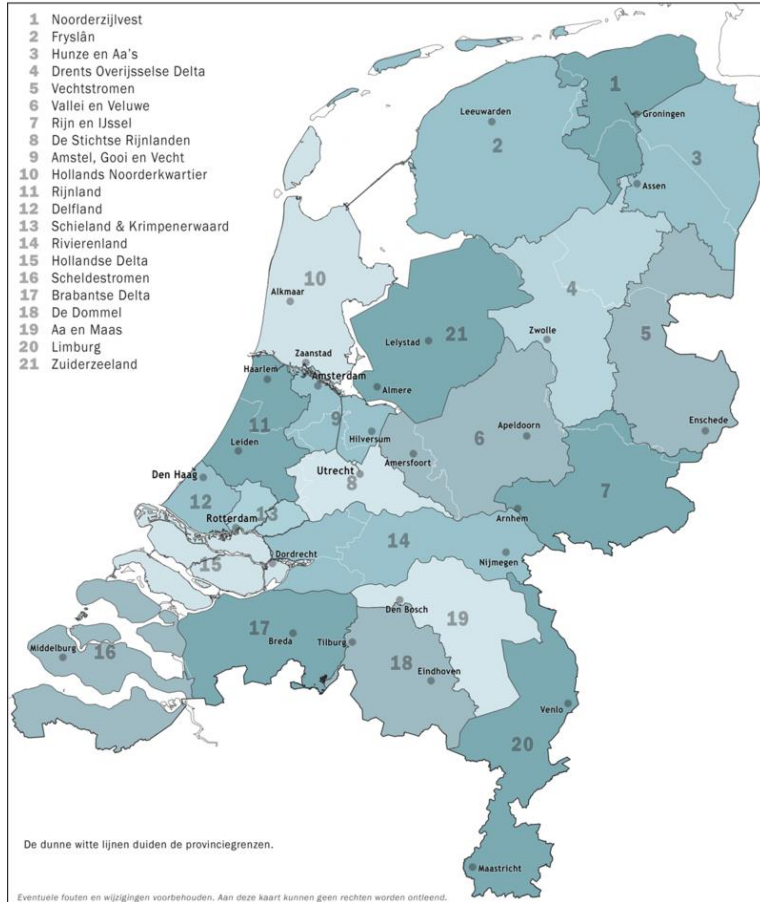 1 Noorderzijlvest
2 Fryslân
3 Hunze en Aa's
4 Drents Overijsselse Delta
5 Vechtstromen
6 Vallei en Veluwe
7 Rijn en IJssel
8 De Stichtse Rijnlanden
9 Amstel, Gooi en Vecht
10 Hollands Noorderkwartier
11 Rijnland
12 Delfland
13 Schieland & Krimpenerwaard
14 Rivierenland
15 Hollandse Delta
16 Scheldestromen
17 Brabantse Delta
18 De Dommel
19 Aa en Maas
20 Limburg
21 Zuiderzeeland
1
Groningen
Leeuwarden
2
3
Assen
10
Alkmaar
4
21
Lelystad
Zwolle
5
Zaanstad
Haarlem
Amsterdam
Almere
9
11
Hilversum
6
Apeldoorn
Enschede
Leiden
Amersfoort
Utrecht
8
Den Haag
7
12
13
Rotterdam
Arnhem
14
Dordrecht
Nijmegen
15
Den Bosch
19
17
Breda
Tilburg
Middelburg
16
18
Eindhoven
Venlo
20
De dunne witte lijnen duiden de provinciegrenzen.
Maastricht
Eventuele fouten en wijzigingen voorbehouden. Aan deze kaart kunnen geen rechten worden ontleend.